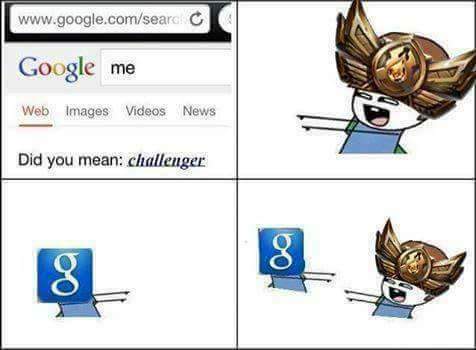 www.google.com/searc
Google me
Web Images Videos News
Did you mean: challenger
g
g